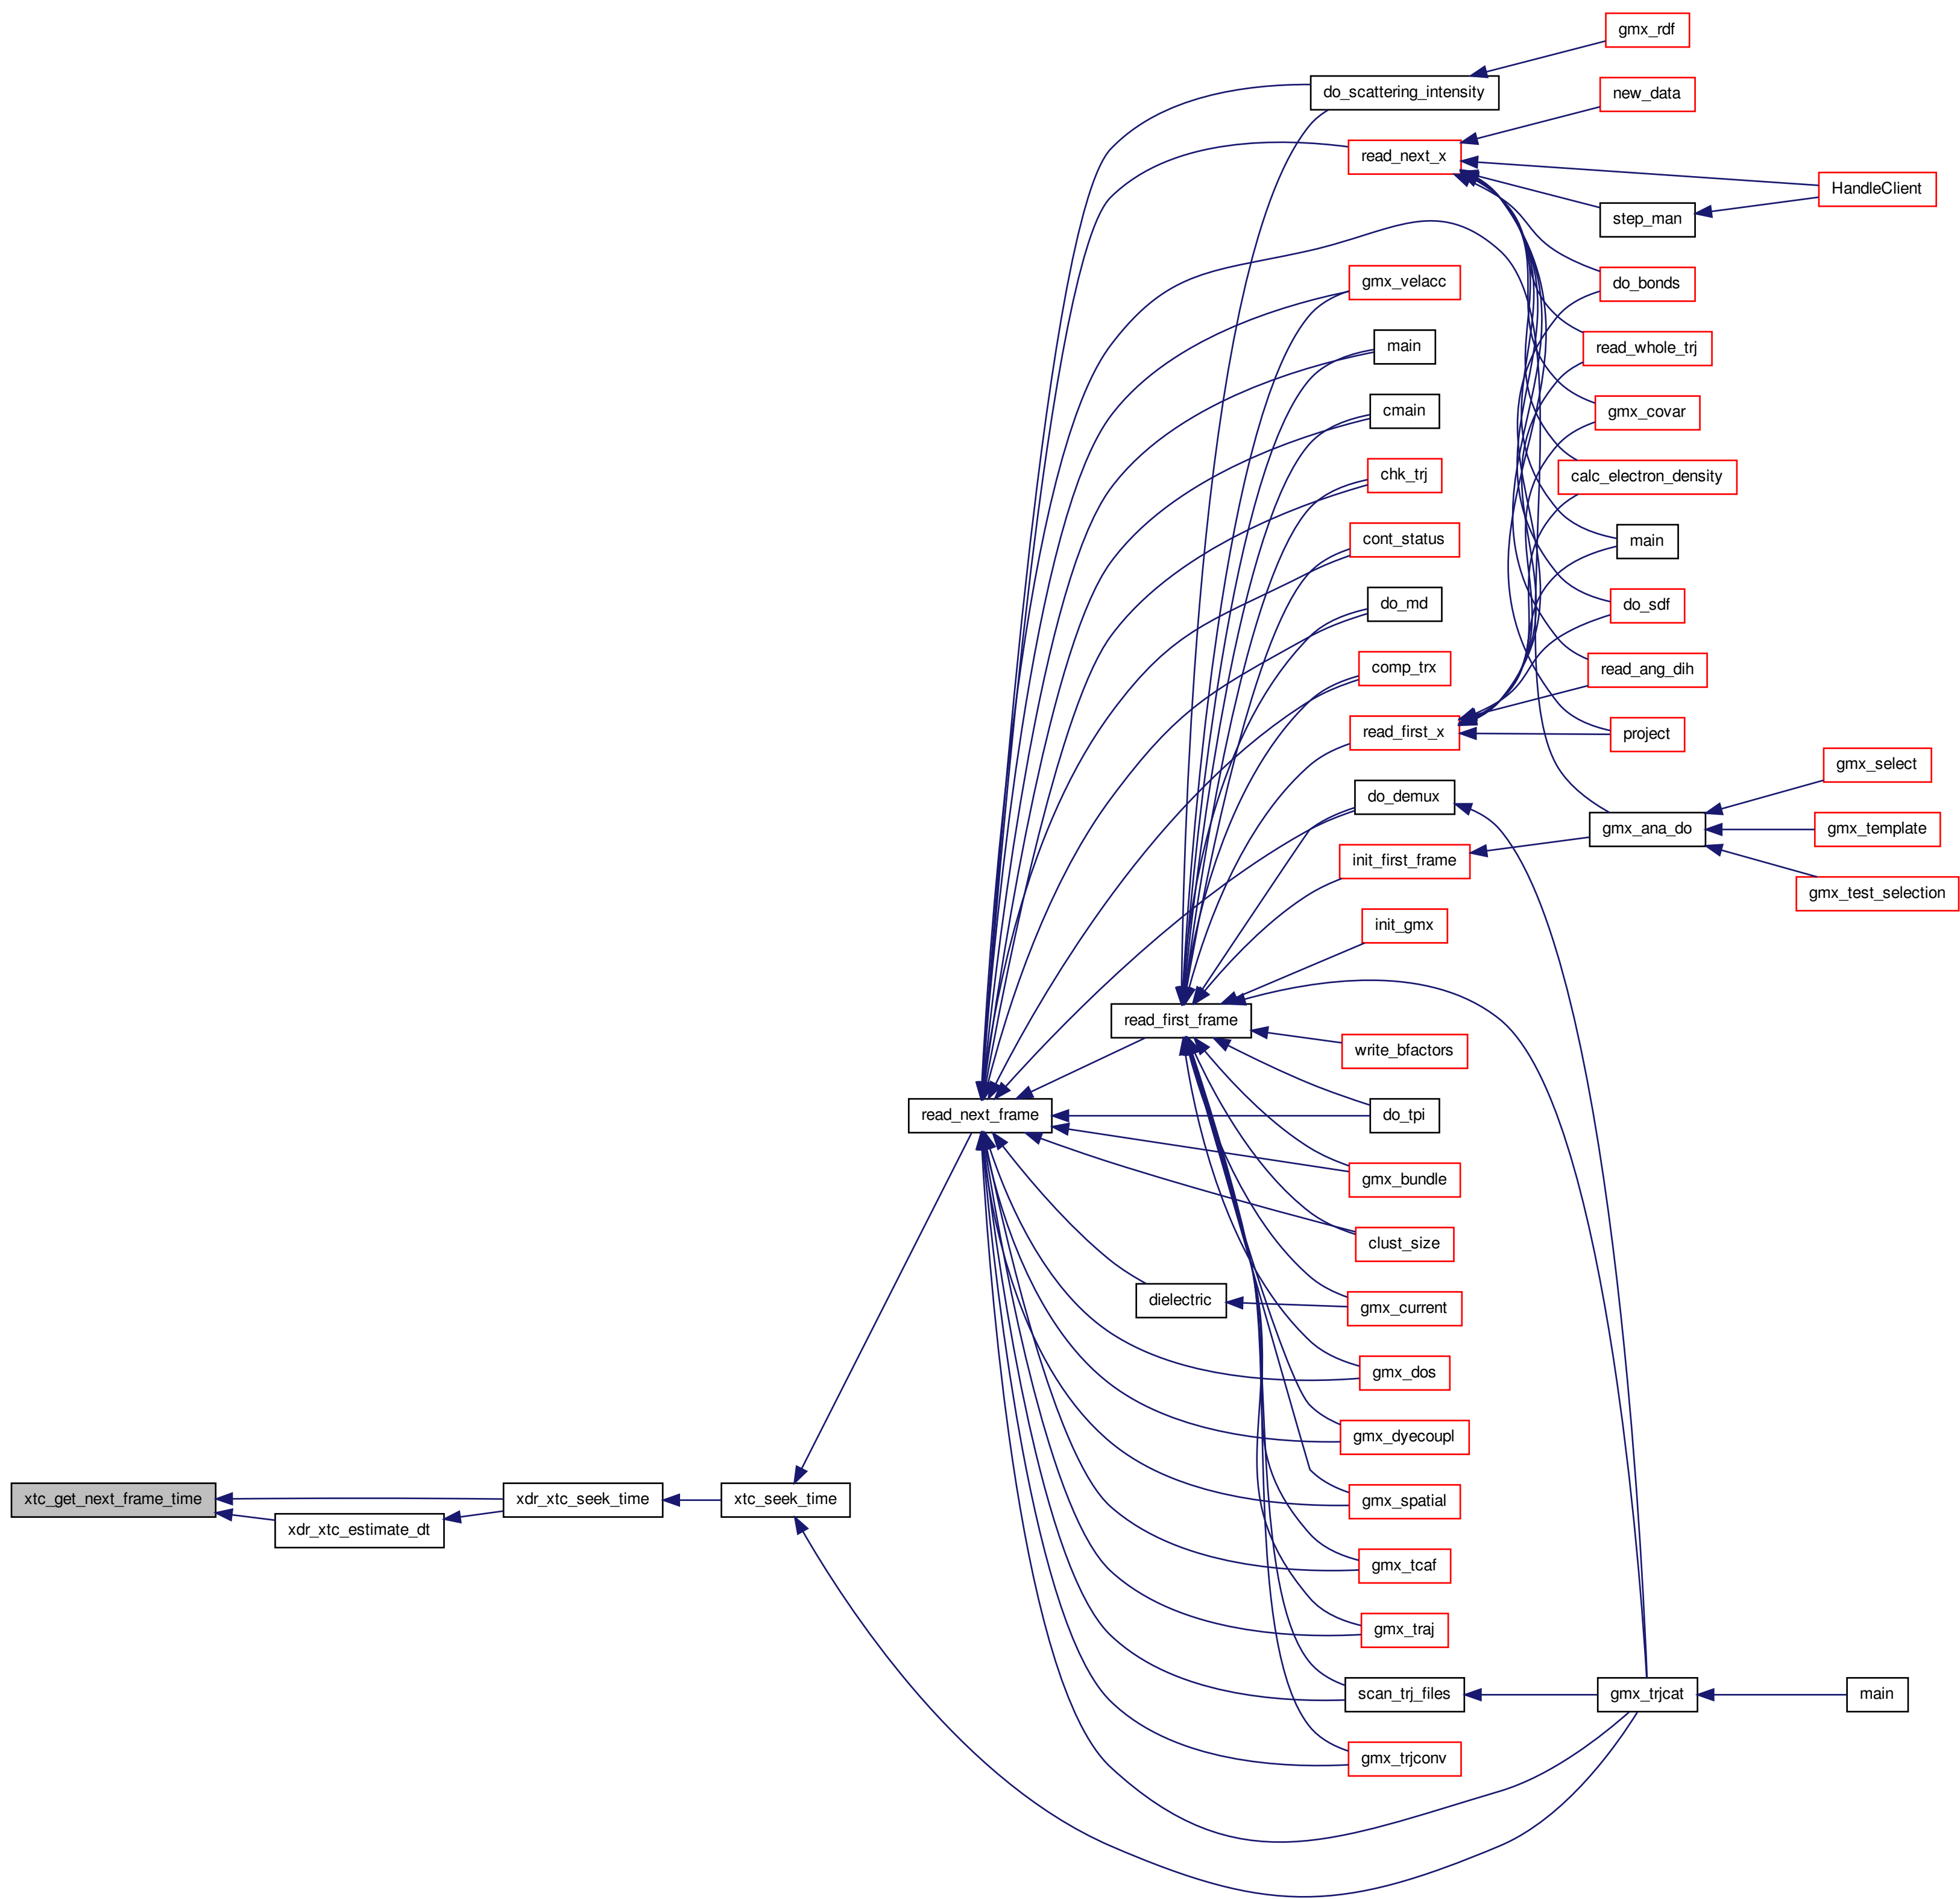 gmx_rdf
do_scattering_intensity
new_data
read_next_x
HandleClient
step_man
gmx_velacc
do_bonds
main
read_whole_trj
cmain
gmx_covar
chk_trj
calc_electron_density
cont_status
main
do_md
do_sdf
comp_trx
read_ang_dih
read_first_x
project
gmx_select
do_demux
gmx_ana_do
gmx_template
init_first_frame
gmx_test_selection
init_gmx
read_first_frame
write_bfactors
read_next_frame
do_tpi
gmx_bundle
clust_size
dielectric
gmx_current
gmx_dos
gmx_dyecoupl
xtc_get_next_frame_time
xdr_xtc_seek_time
xtc_seek_time
gmx_spatial
xdr_xtc_estimate_dt
gmx_tcaf
gmx_traj
scan_trj_files
gmx_trjcat
main
gmx_trjconv